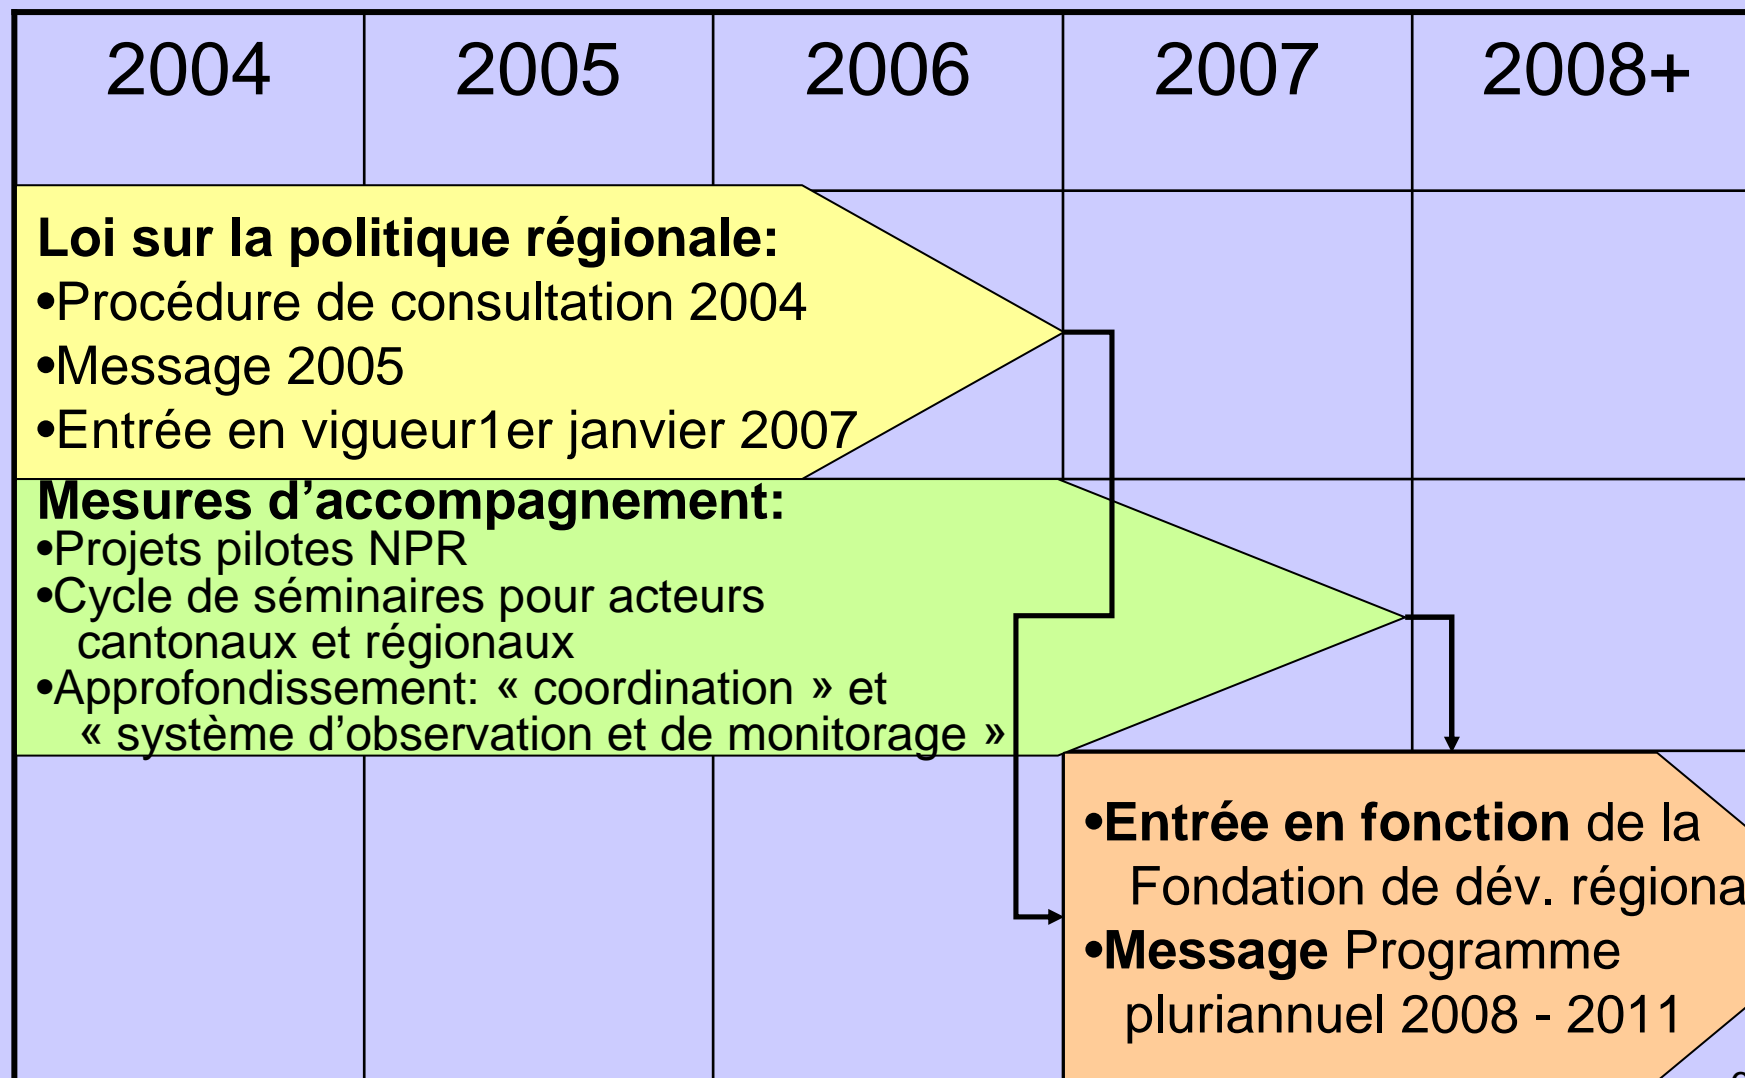 2004 2005 2006 2007 2008+
Loi sur la politique régionale:
•Procédure de consultation 2004
•Message 2005
•Entrée en vigueur1er janvier 2007
Mesures d’accompagnement:
•Projets pilotes NPR
•Cycle de séminaires pour acteurs
cantonaux et régionaux
•Approfondissement: « coordination » et
« système d’observation et de monitorage »
•Entrée en fonction de la
Fondation de dév. régiona
•Message Programme
pluriannuel 2008 - 2011